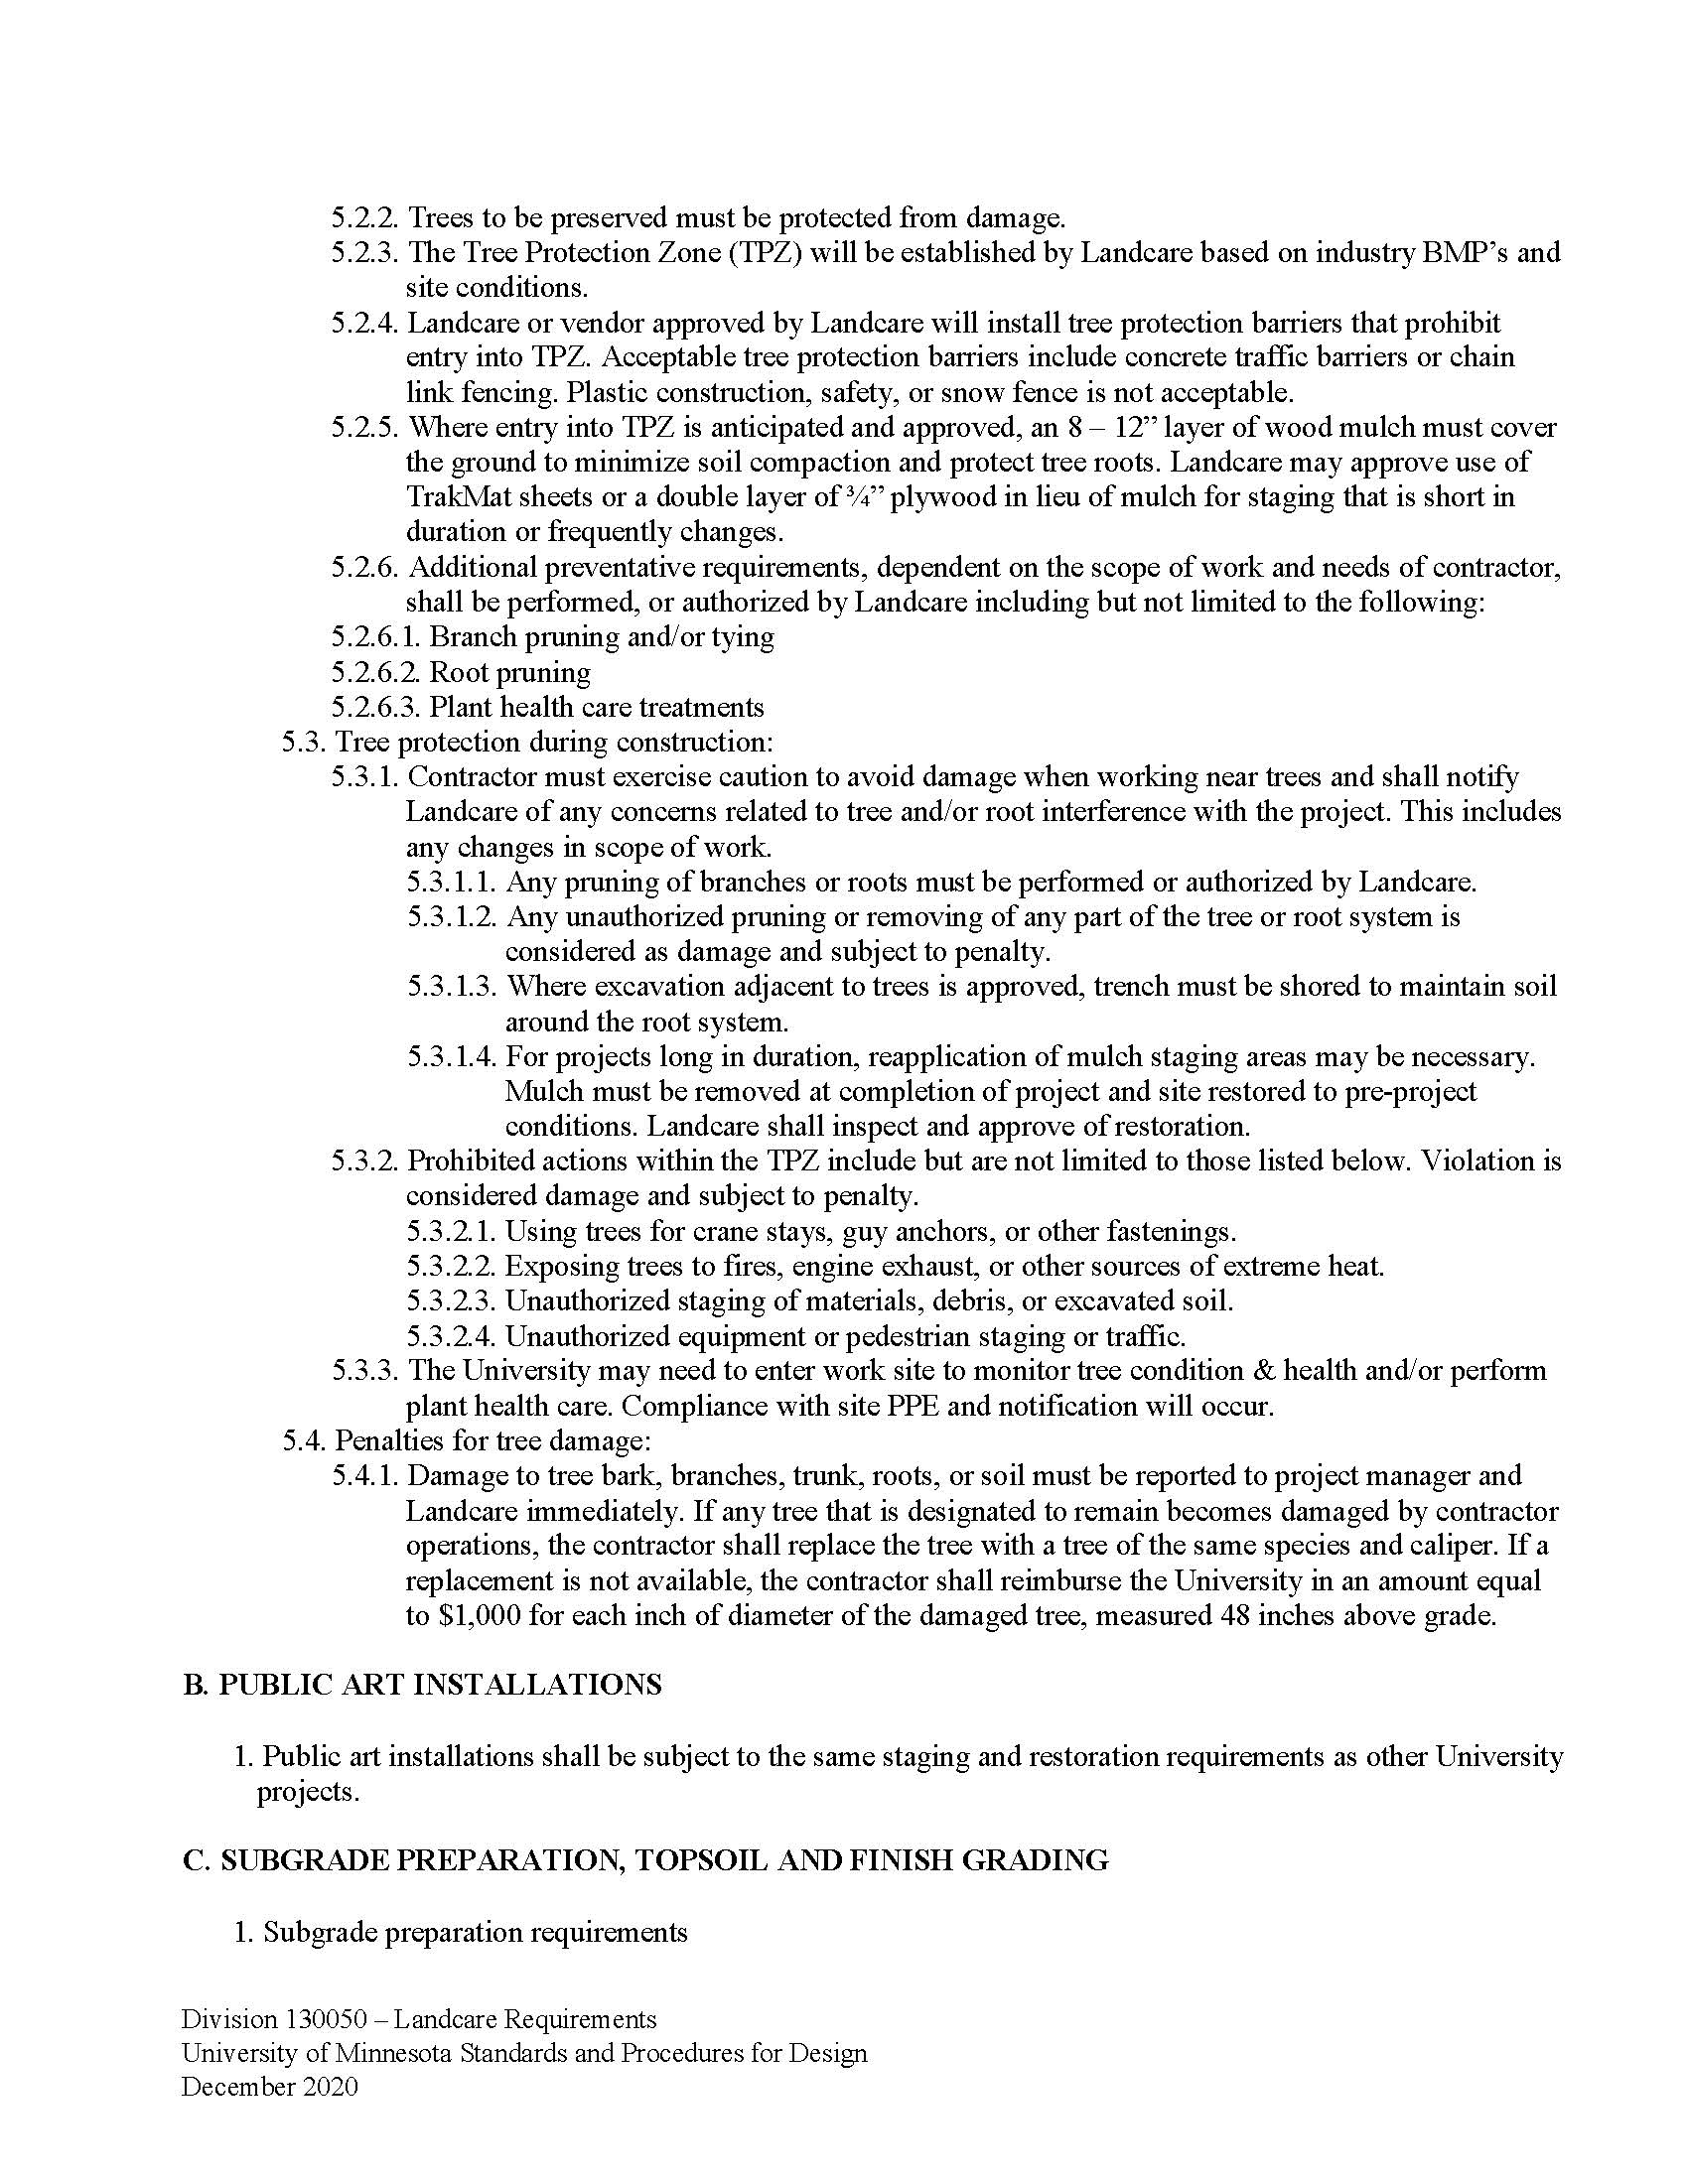 5.2.2. Trees to be preserved must be protected from damage.
5.2.3. The Tree Protection Zone (TPZ) will be established by Landcare based on industry BMP’s and
site conditions.
5.2.4. Landcare or vendor approved by Landcare will install tree protection barriers that prohibit
entry into TPZ. Acceptable tree protection barriers include concrete traffic barriers or chain
link fencing. Plastic construction, safety, or snow fence is not acceptable.
5.2.5. Where entry into TPZ is anticipated and approved, an 8 – 12” layer of wood mulch must cover
the ground to minimize soil compaction and protect tree roots. Landcare may approve use of
TrakMat sheets or a double layer of ¾” plywood in lieu of mulch for staging that is short in
duration or frequently changes.
5.2.6. Additional preventative requirements, dependent on the scope of work and needs of contractor,
shall be performed, or authorized by Landcare including but not limited to the following:
5.2.6.1. Branch pruning and/or tying
5.2.6.2. Root pruning
5.2.6.3. Plant health care treatments
5.3. Tree protection during construction:
5.3.1. Contractor must exercise caution to avoid damage when working near trees and shall notify
Landcare of any concerns related to tree and/or root interference with the project. This includes
any changes in scope of work.
5.3.1.1. Any pruning of branches or roots must be performed or authorized by Landcare.
5.3.1.2. Any unauthorized pruning or removing of any part of the tree or root system is
considered as damage and subject to penalty.
5.3.1.3. Where excavation adjacent to trees is approved, trench must be shored to maintain soil
around the root system.
5.3.1.4. For projects long in duration, reapplication of mulch staging areas may be necessary.
Mulch must be removed at completion of project and site restored to pre-project
conditions. Landcare shall inspect and approve of restoration.
5.3.2. Prohibited actions within the TPZ include but are not limited to those listed below. Violation is
considered damage and subject to penalty.
5.3.2.1. Using trees for crane stays, guy anchors, or other fastenings.
5.3.2.2. Exposing trees to fires, engine exhaust, or other sources of extreme heat.
5.3.2.3. Unauthorized staging of materials, debris, or excavated soil.
5.3.2.4. Unauthorized equipment or pedestrian staging or traffic.
5.3.3. The University may need to enter work site to monitor tree condition & health and/or perform
plant health care. Compliance with site PPE and notification will occur.
5.4. Penalties for tree damage:
5.4.1. Damage to tree bark, branches, trunk, roots, or soil must be reported to project manager and
Landcare immediately. If any tree that is designated to remain becomes damaged by contractor
operations, the contractor shall replace the tree with a tree of the same species and caliper. If a
replacement is not available, the contractor shall reimburse the University in an amount equal
to $1,000 for each inch of diameter of the damaged tree, measured 48 inches above grade.
B. PUBLIC ART INSTALLATIONS
1. Public art installations shall be subject to the same staging and restoration requirements as other University
projects.
C. SUBGRADE PREPARATION, TOPSOIL AND FINISH GRADING
1. Subgrade preparation requirements
Division 130050 – Landcare Requirements
University of Minnesota Standards and Procedures for Design
December 2020